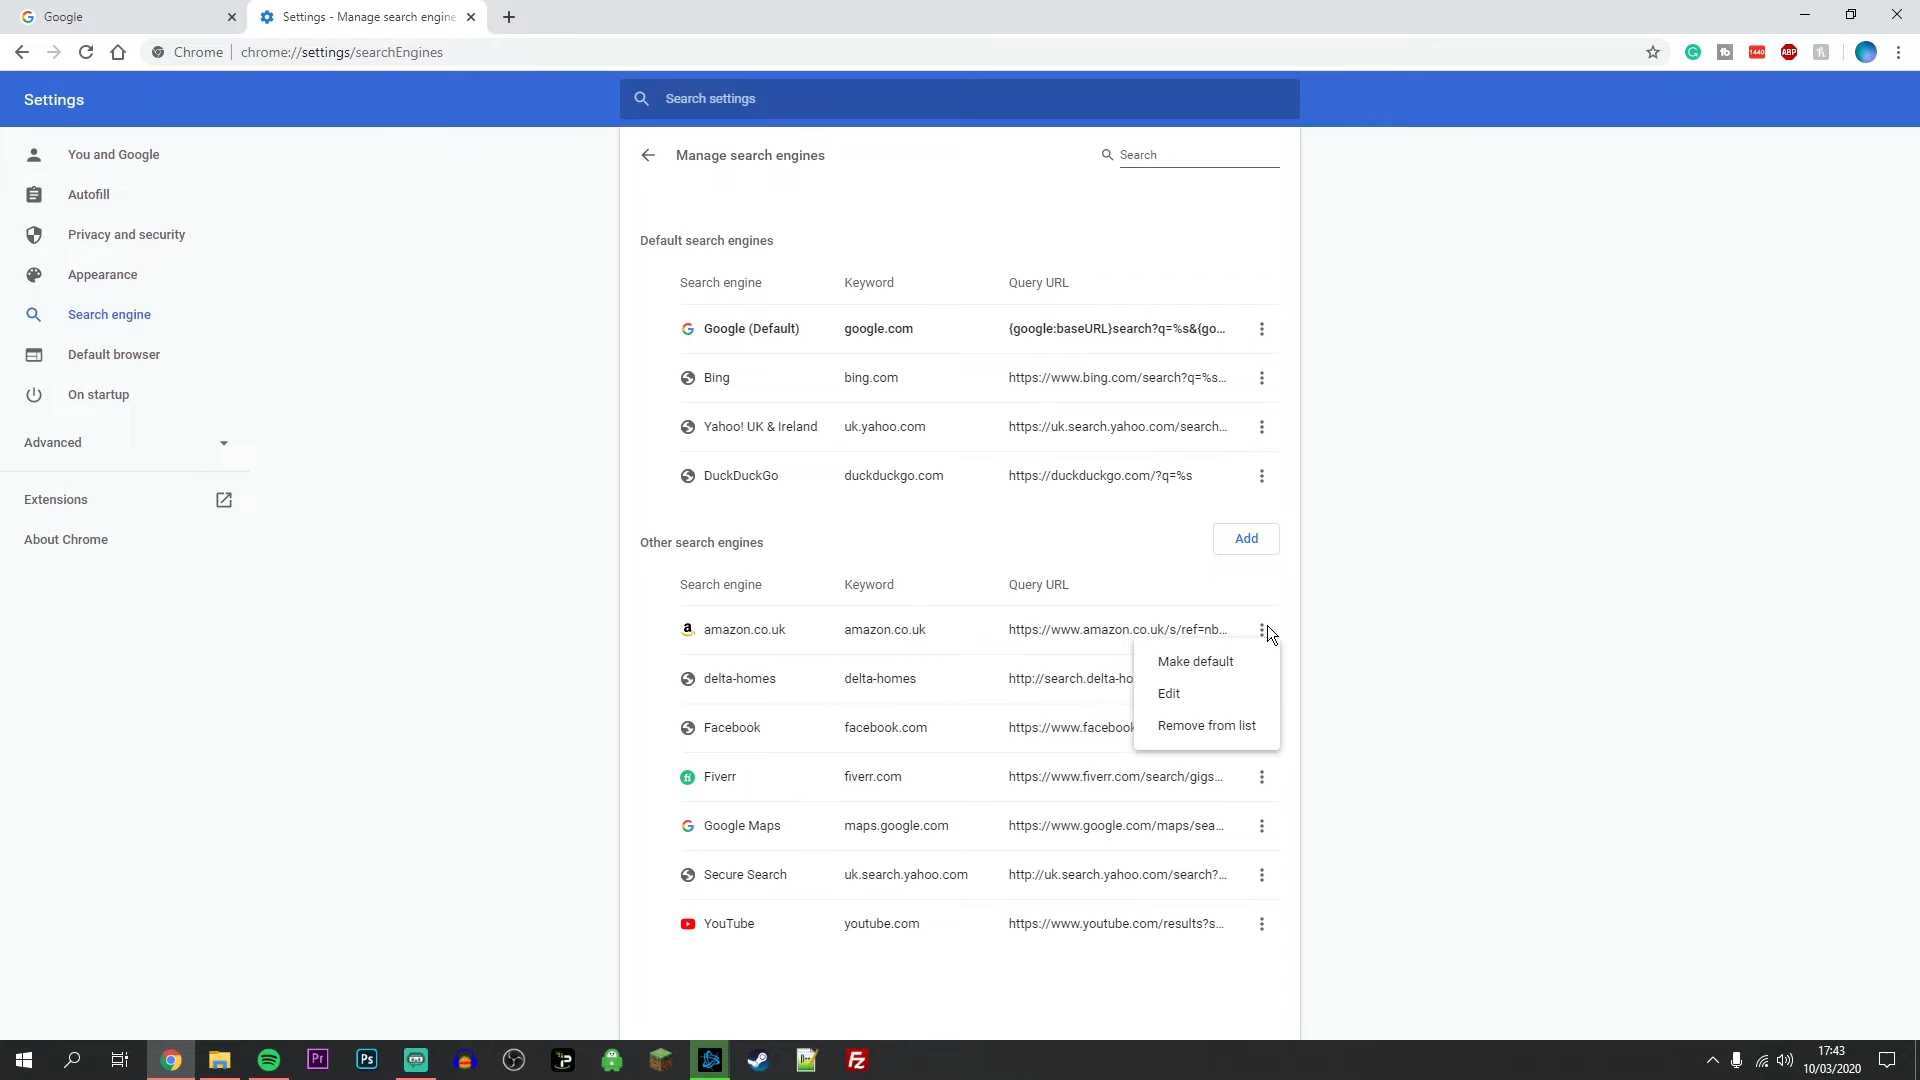 Google
Settings - Manage search engine
Chrome
chrome://settings/searchEngines
1440
ABP
Settings
Search settings
You and Google
Autofill
Privacy and security
Appearance
Search engine
Default browser
On startup
Advanced
Extensions
About Chrome
Manage search engines
Search
Default search engines
Search engine Keyword Query URL
Google (Default) google.com {google:baseURL}search?q=%s&{go...
Bing bing.com https://www.bing.com/search?q=%s...
Yahoo! UK & Ireland uk.yahoo.com https://uk.search.yahoo.com/search...
DuckDuckGo duckduckgo.com https://duckduckgo.com/?q=%s
Other search engines
Add
Search engine Keyword Query URL
amazon.co.uk amazon.co.uk https://www.amazon.co.uk/s/ref=nb...
delta-homes delta-homes http://search.delta-ho
Facebook facebook.com https://www.facebook
Fiverr fiverr.com https://www.fiverr.com/search/gigs...
Google Maps maps.google.com https://www.google.com/maps/sea...
Secure Search uk.search.yahoo.com http://uk.search.yahoo.com/search?...
YouTube youtube.com https://www.youtube.com/results?s...
Make default
Edit
Remove from list
Pr
Ps
FZ
17:43
10/03/2020